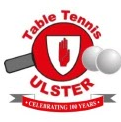 Table Tennis
ULSTER
• CELEBRATING 100 YEARS •